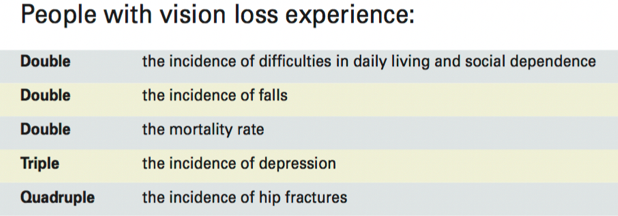 People with vision loss experience:
Double the incidence of difficulties in daily living and social dependence
Double the incidence of falls
Double the mortality rate
Triple the incidence of depression
Quadruple the incidence of hip fractures